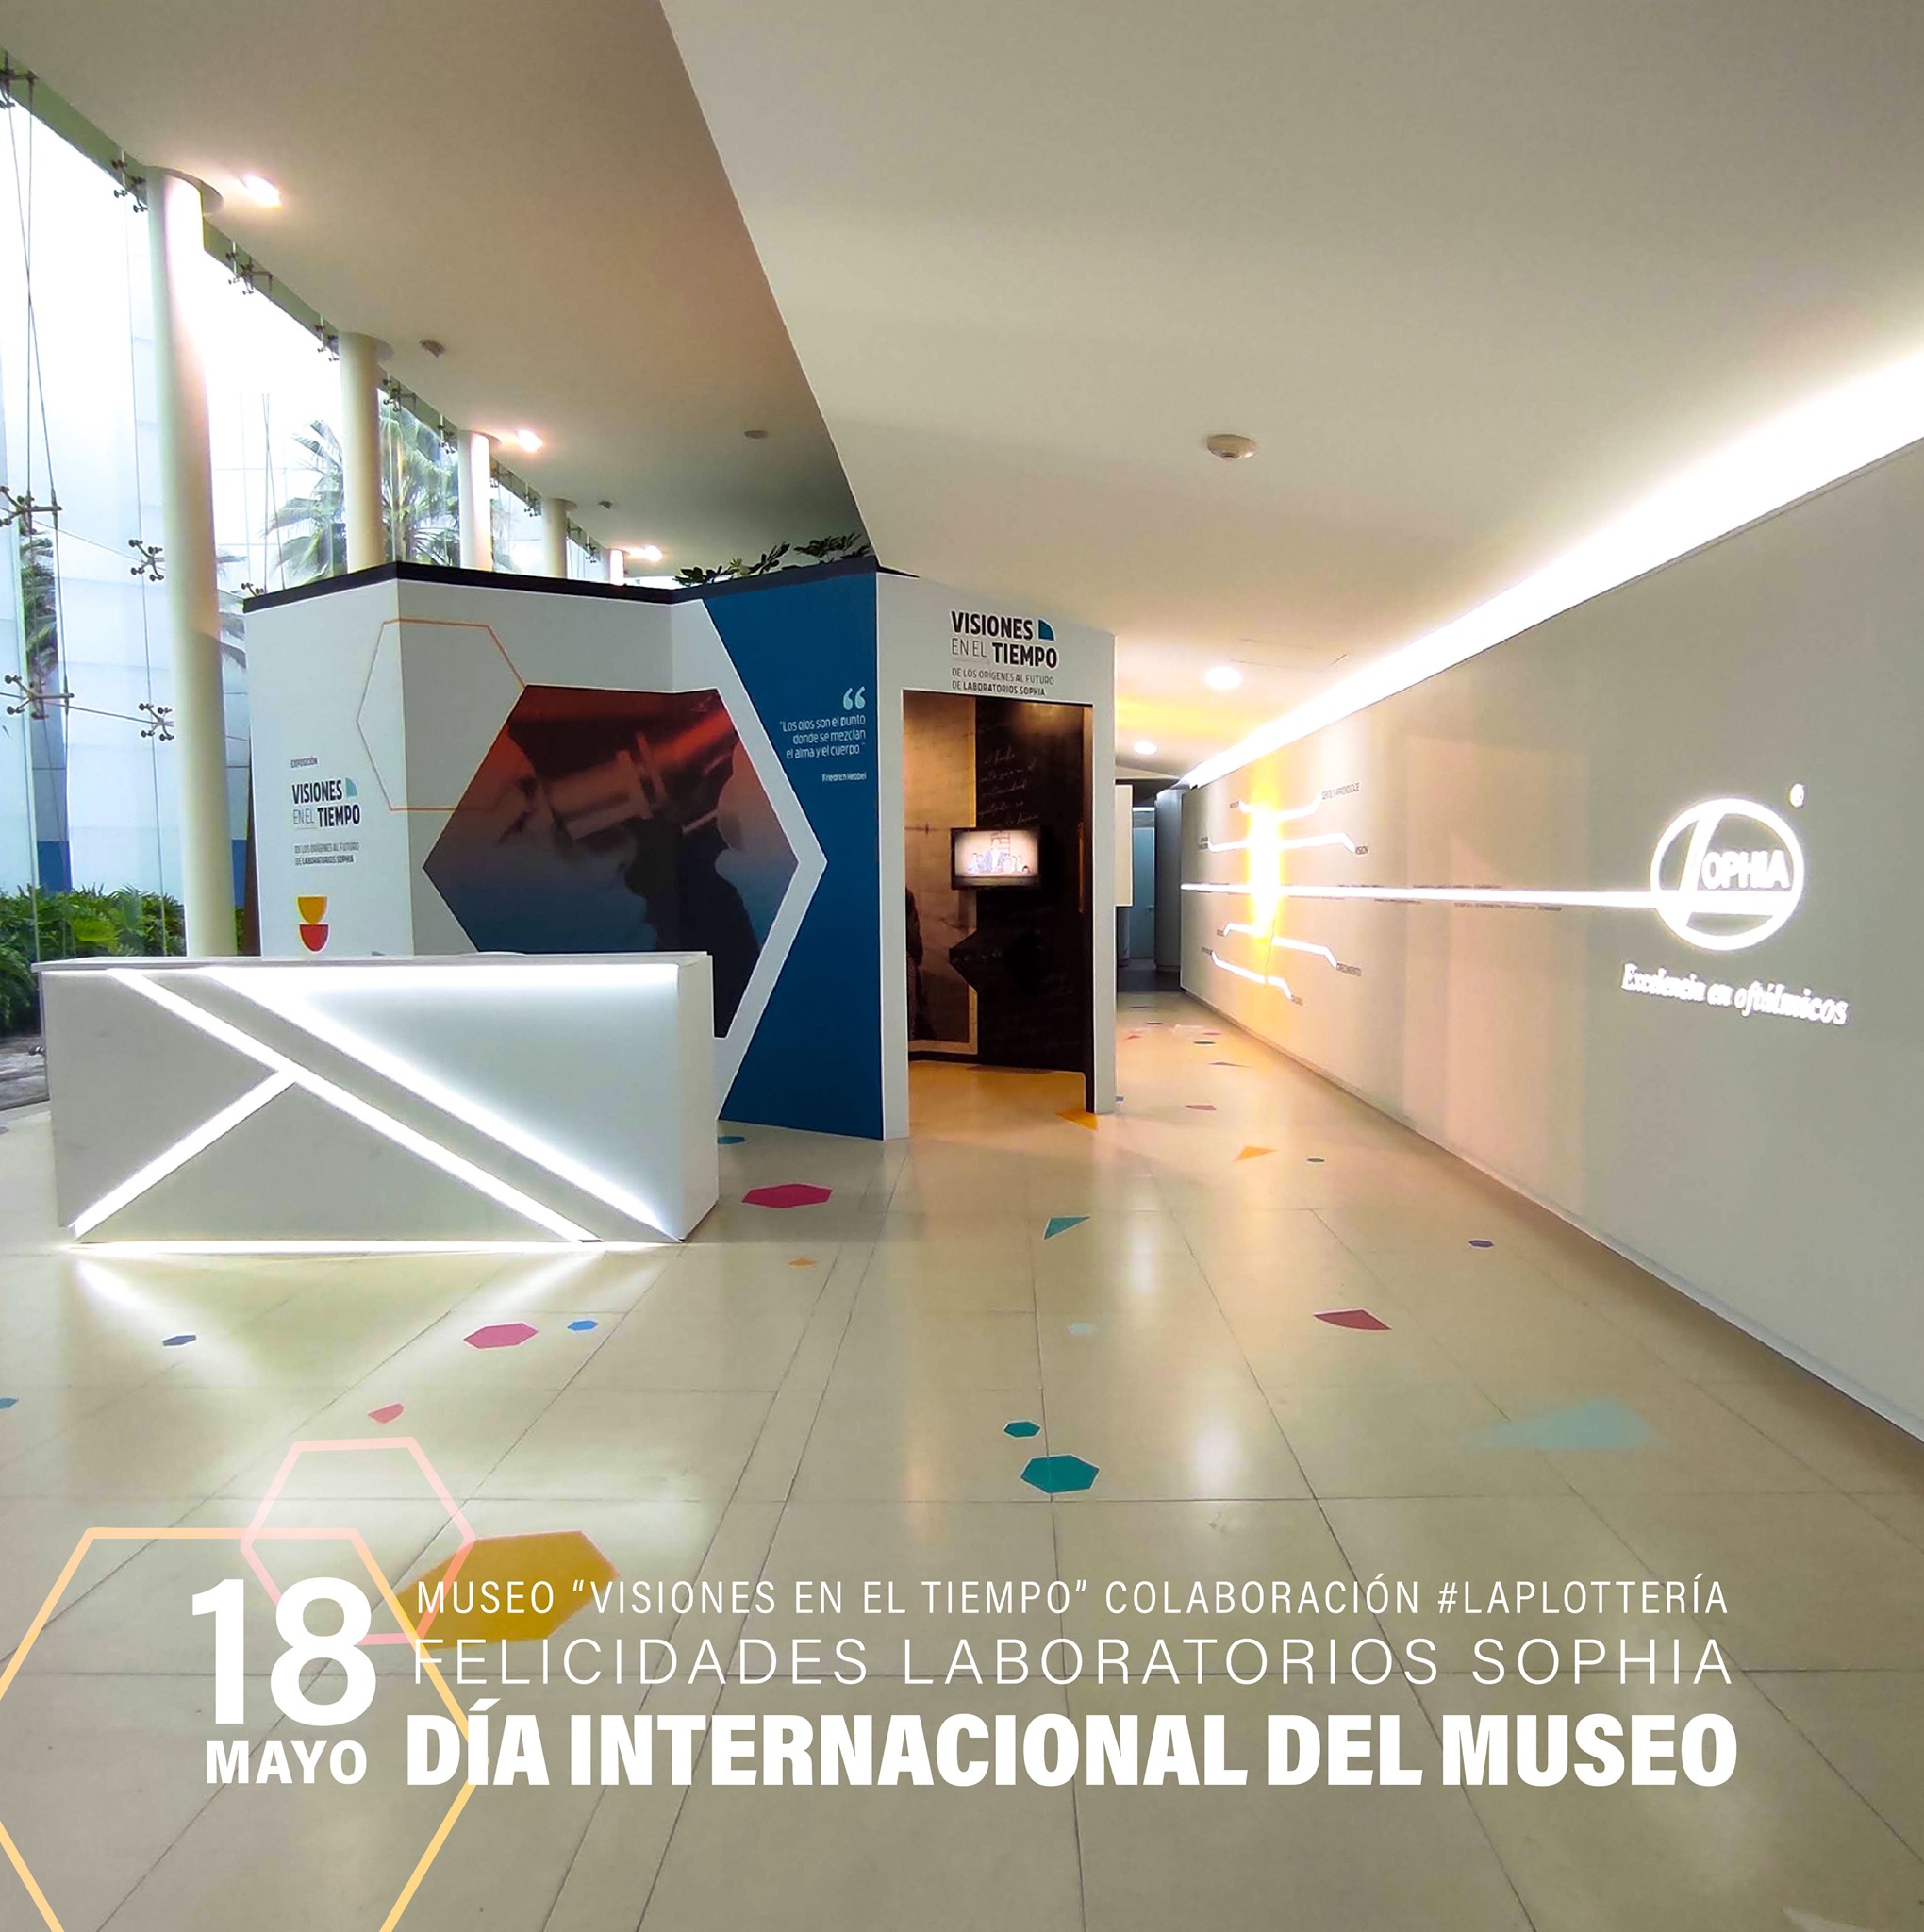 VISIONES
EN EL TIEMPO
DE LOS ORÍGENES AL FUTURO
DE LABORATORIOS SOPHIA
“Los ojos son el punto
donde se mezclan
el alma y el cuerpo”
Friedrich Hebbel
EXPOSICIÓN
VISIONES
EN EL TIEMPO
DE LOS ORÍGENES AL FUTURO
DE LABORATORIOS SOPHIA
VISIÓN
SOPHIA®
Excelencia en oftálmicos
18
MAYO
MUSEO “VISIONES EN EL TIEMPO” COLABORACIÓN #LAPLOTTERÍA
FELICIDADES LABORATORIOS SOPHIA
DÍA INTERNACIONAL DEL MUSEO